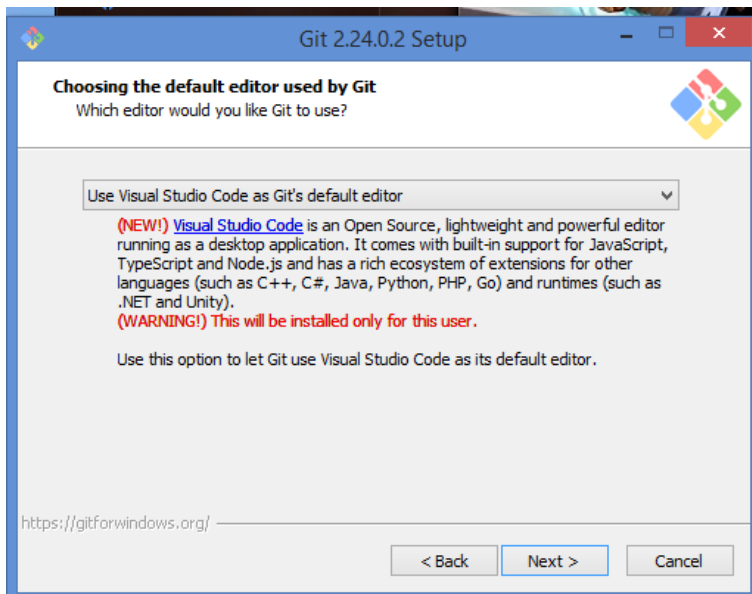 Git 2.24.0.2 Setup
Choosing the default editor used by Git
Which editor would you like Git to use?
Use Visual Studio Code as Git's default editor
(NEW!) Visual Studio Code is an Open Source, lightweight and powerful editor
running as a desktop application. It comes with built-in support for JavaScript,
TypeScript and Node.js and has a rich ecosystem of extensions for other
languages (such as C++, C#, Java, Python, PHP, Go) and runtimes (such as
.NET and Unity).
(WARNING!) This will be installed only for this user.
Use this option to let Git use Visual Studio Code as its default editor.
https://gitforwindows.org/
< Back Next > Cancel